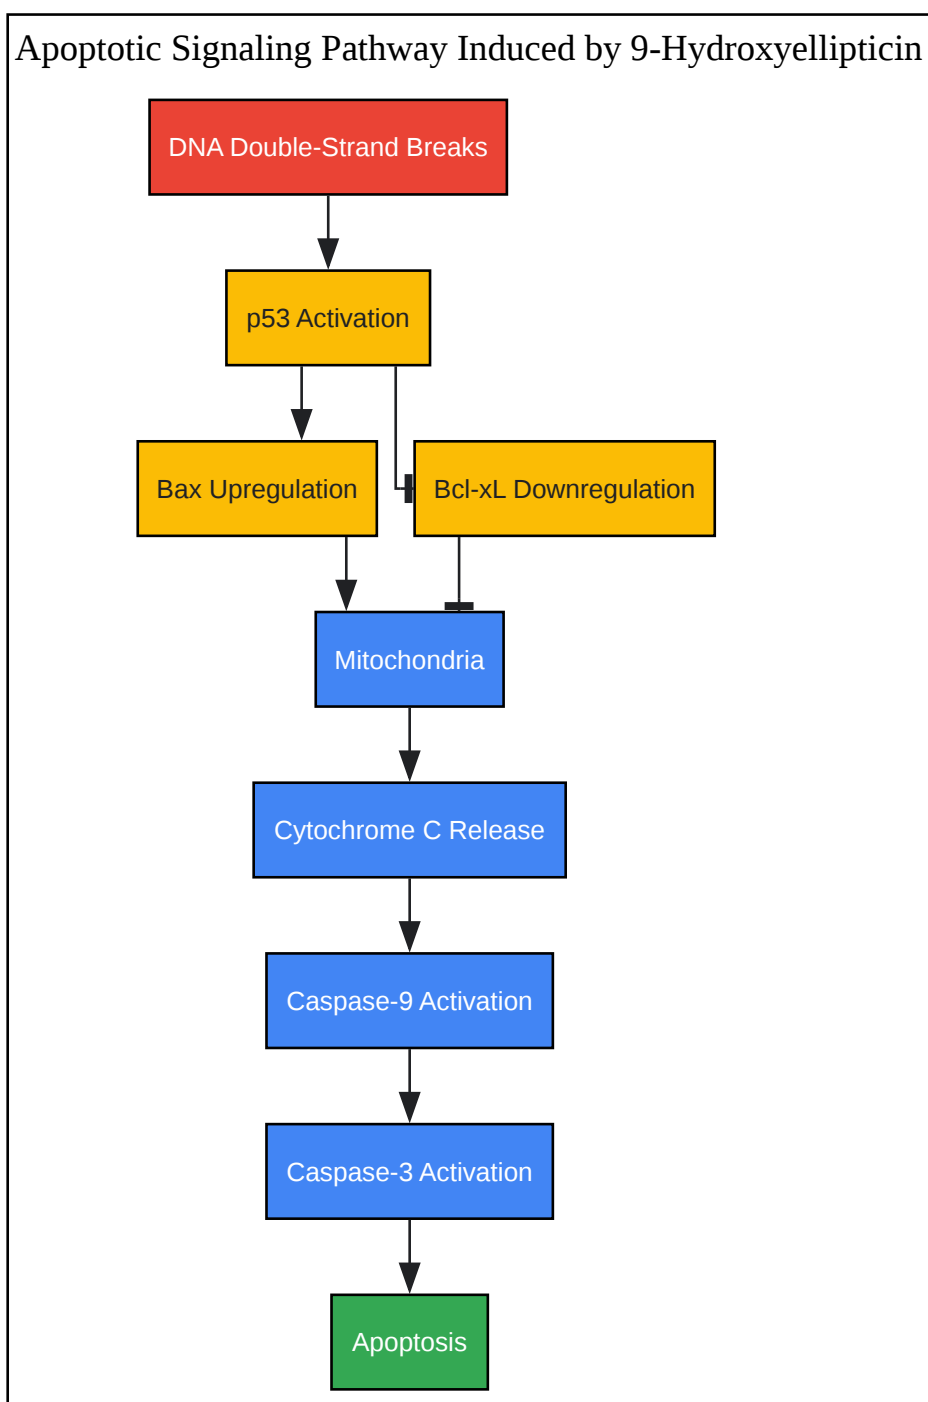 Apoptotic Signaling Pathway Induced by 9-Hydroxyellipticin
DNA Double-Strand Breaks
p53 Activation
Bax Upregulation
Bcl-xL Downregulation
Mitochondria
Cytochrome C Release
Caspase-9 Activation
Caspase-3 Activation
Apoptosis